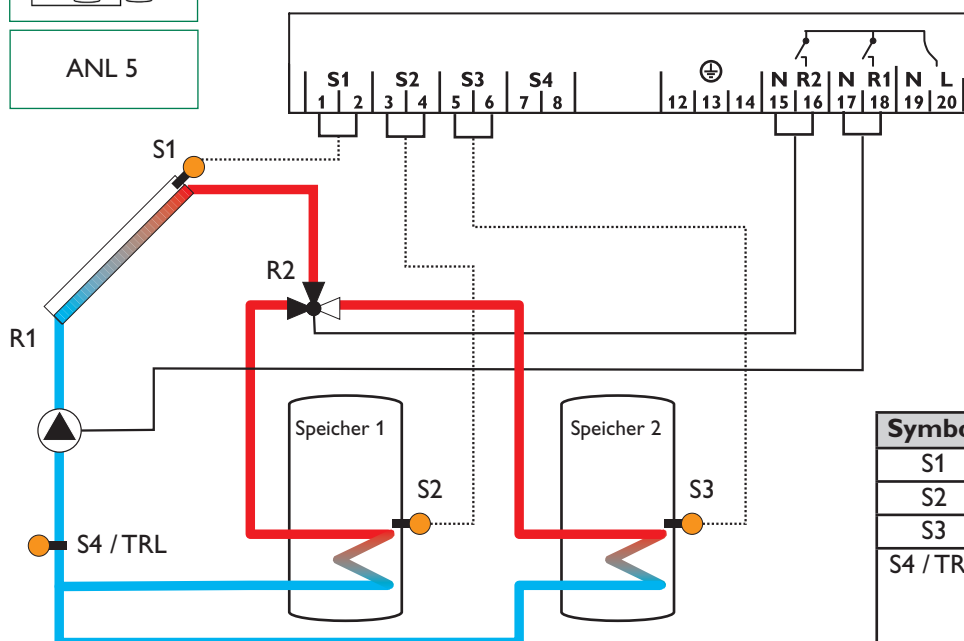 ANL 5
S1 S2 S3 S4 N R2 N R1 N L
1 2 3 4 5 6 7 8 12 13 14 15 16 17 18 19 20
S1
R2
R1
Speicher 1
Speicher 2
S2
S3
S4 / TRL
Symbo
S1
S2
S3
S4 / TR